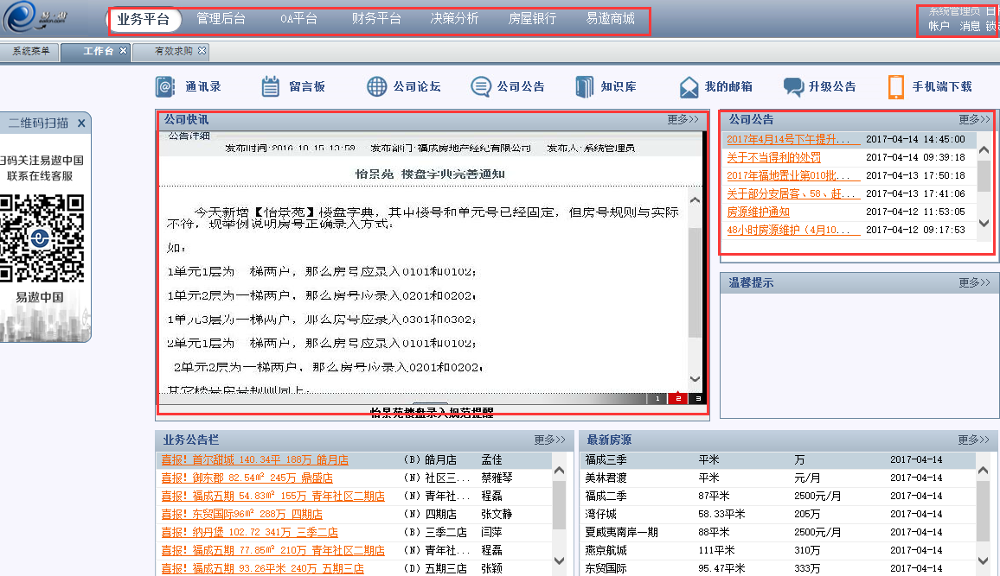 业务平台 管理后台 OA平台 财务平台 决策分析 房屋银行 易遨商城
系统管理员
帐户 消息
系统菜单 工作台 有效求购
通讯录 留言板 公司论坛 公司公告 知识库 我的邮箱 升级公告 手机端下载
二维码扫描 X
扫码关注易遨中国
联系在线客服
易遨中国
公司快讯 更多>>
公告详细
发布时间:2016-10-15 13:59 发布部门:福成房地产经纪有限公司 发布人:系统管理员
怡景苑 楼盘字典完善通知
今天新增【怡景苑】楼盘字典，其中楼号和单元号已经固定，但房号规则与实际
不符，现举例说明房号正确录入方式：
如：
1单元1层为一梯两户，那么房号应录入0101和0102；
1单元2层为一梯两户，那么房号应录入0201和0202；
1单元3层为一梯两户，那么房号应录入0301和0302；
2单元1层为一梯两户，那么房号应录入0101和0102；
2单元2层为一梯两户，那么房号应录入0201和0202；
其它楼号房号规则同上；
1 2 3
怡景苑楼盘录入规范提醒
公司公告 更多>>
2017年4月14号下午提升... 2017-04-14 14:45:00
关于不当得利的处罚 2017-04-14 09:39:18
2017年福地置业第010批... 2017-04-13 17:50:18
关于部分安居客、58、赶... 2017-04-13 17:41:06
房源维护通知 2017-04-12 11:53:05
48小时房源维护（4月10... 2017-04-12 09:17:53
温馨提示 更多>>
业务公告栏 更多>>
喜报! 首尔甜城 140.34平 188万 皓月店 (B) 皓月店 孟佳
喜报! 御东郡 82.54㎡ 245万 鼎盛店 (N) 社区三... 蔡雅琴
喜报! 福成五期 54.83㎡ 155万 青年社区二期店 (N) 青年社... 程磊
喜报! 东贸国际96㎡ 288万 四期店 (N) 四期店 张文静
喜报! 纳丹堡 102.72 341万 三季二店 (B) 三季二店 闫萍
喜报! 福成五期 77.85㎡ 210万 青年社区二期店 (N) 青年社... 程磊
喜报! 福成五期 93.26平米 240万 五期三店 (D) 五期三店 张颖
最新房源 更多>>
福成三季 平米 万 2017-04-14
美林君渡 平米 元/月 2017-04-14
福成二季 87平米 2500元/月 2017-04-14
湾仔城 58.33平米 205万 2017-04-14
夏威夷南岸一期 88平米 2500元/月 2017-04-14
燕京航城 111平米 310万 2017-04-14
东贸国际 95.47平米 333万 2017-04-14